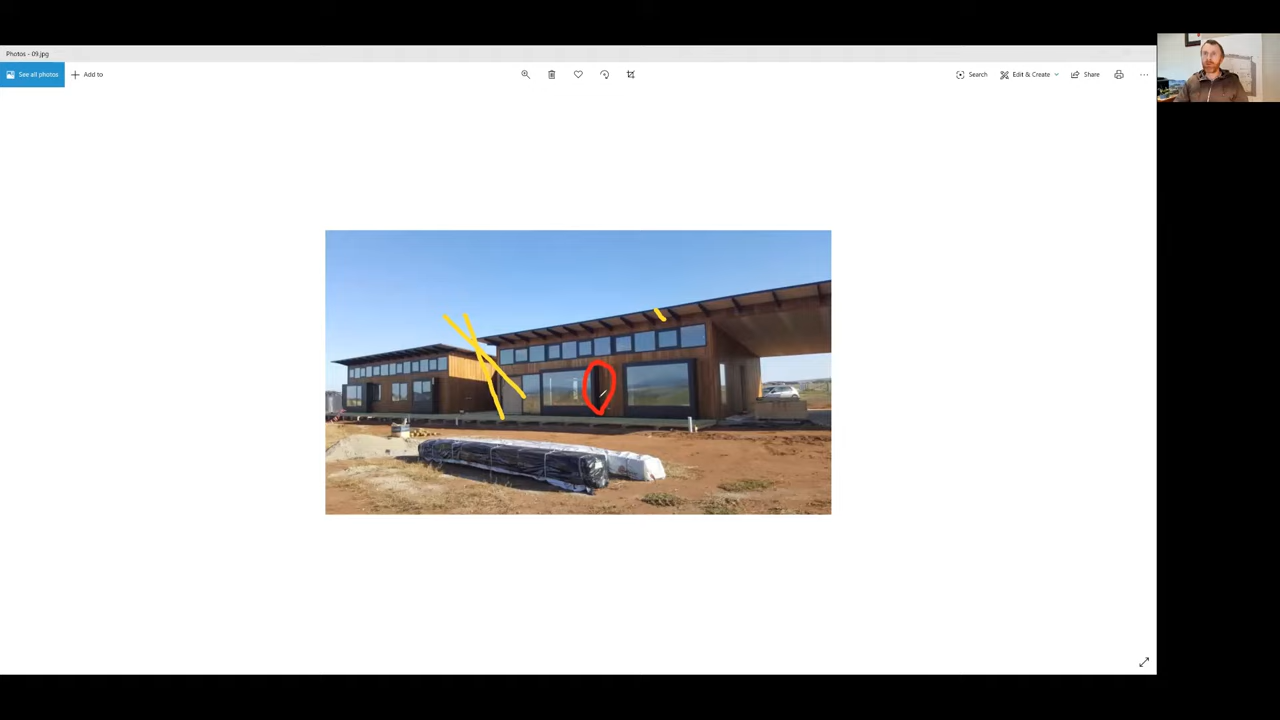 Photos - 09.jpg
See all photos
Add to
Search
Edit & Create
Share